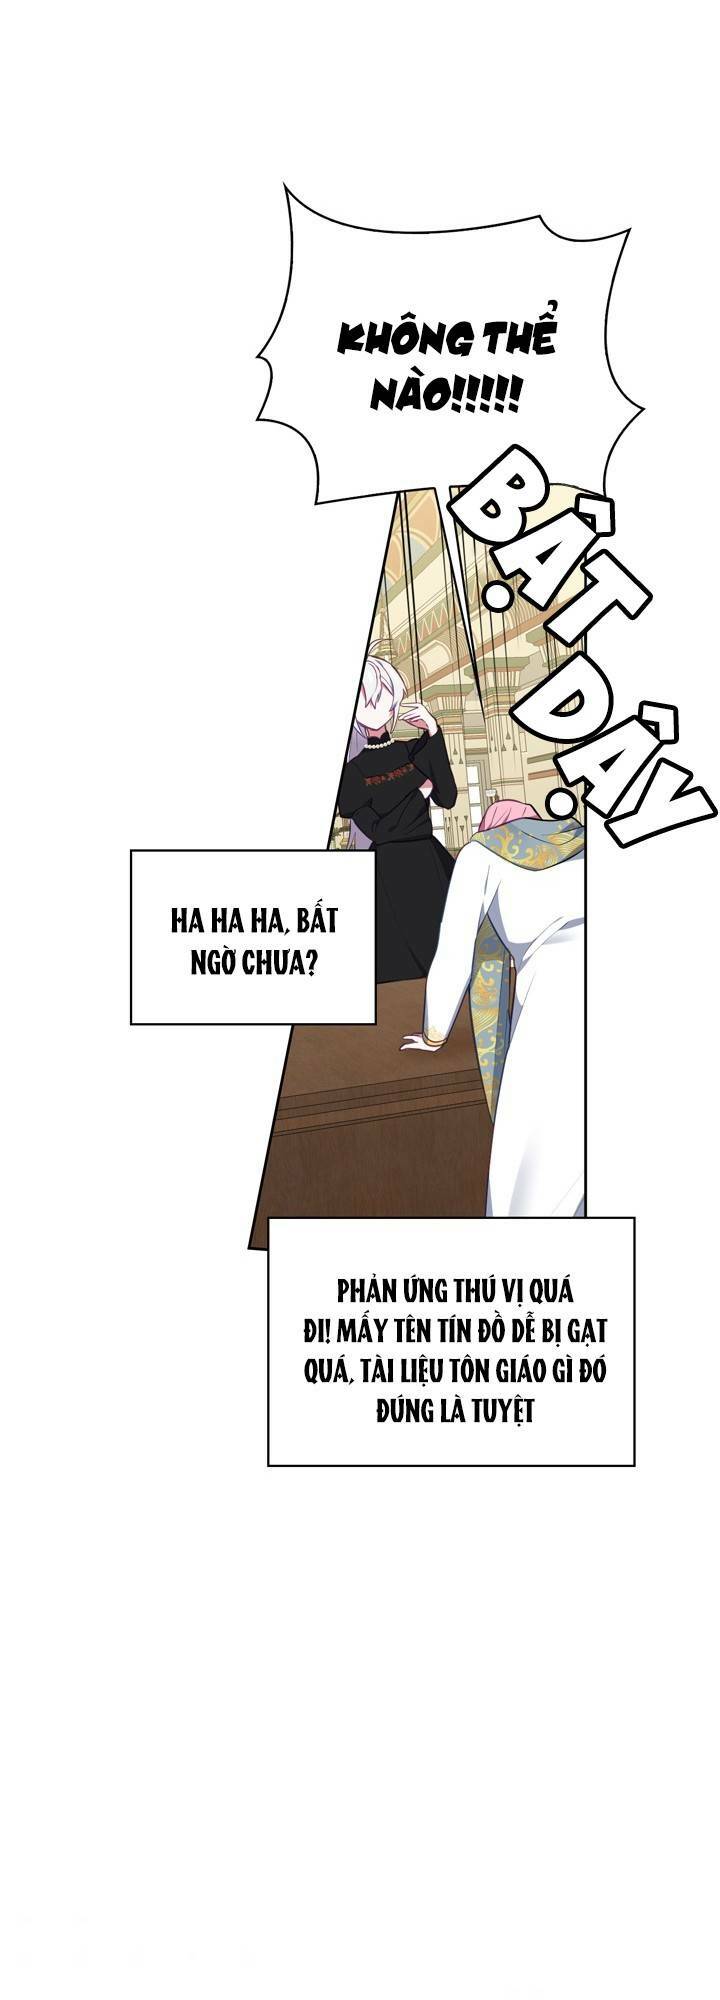 KHÔNG THỂ
NÀO!!!!!
BẬT DẬY
HA HA HA, BẤT
NGỜ CHƯA?
PHẢN ỨNG THÚ VỊ QUÁ
ĐI! MẤY TÊN TÍN ĐỒ DỄ BỊ GẠT
QUÁ, TÀI LIỆU TÔN GIÁO GÌ ĐÓ
ĐÚNG LÀ TUYỆT